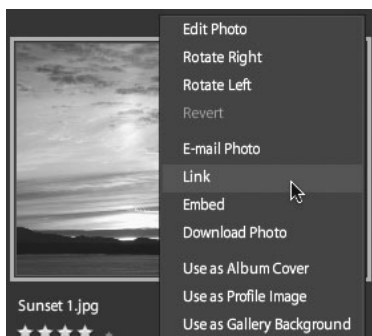 Edit Photo
Rotate Right
Rotate Left
Revert
E-mail Photo
Link
Embed
Download Photo
Use as Album Cover
Use as Profile Image
Use as Gallery Background
Sunset 1.jpg